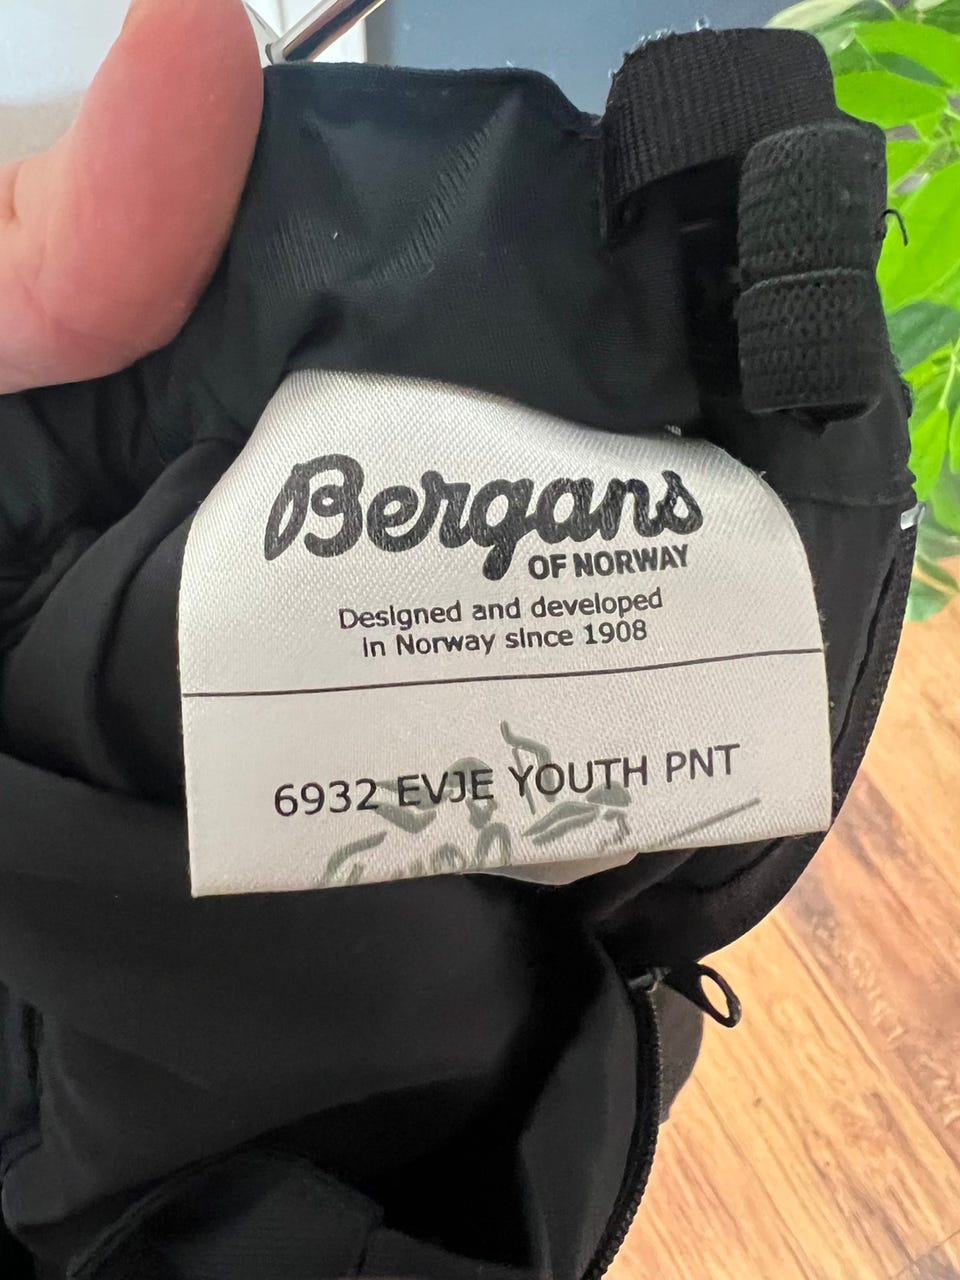 Bergans
OF NORWAY
Designed and developed
in Norway since 1908
6932 EVJE YOUTH PNT